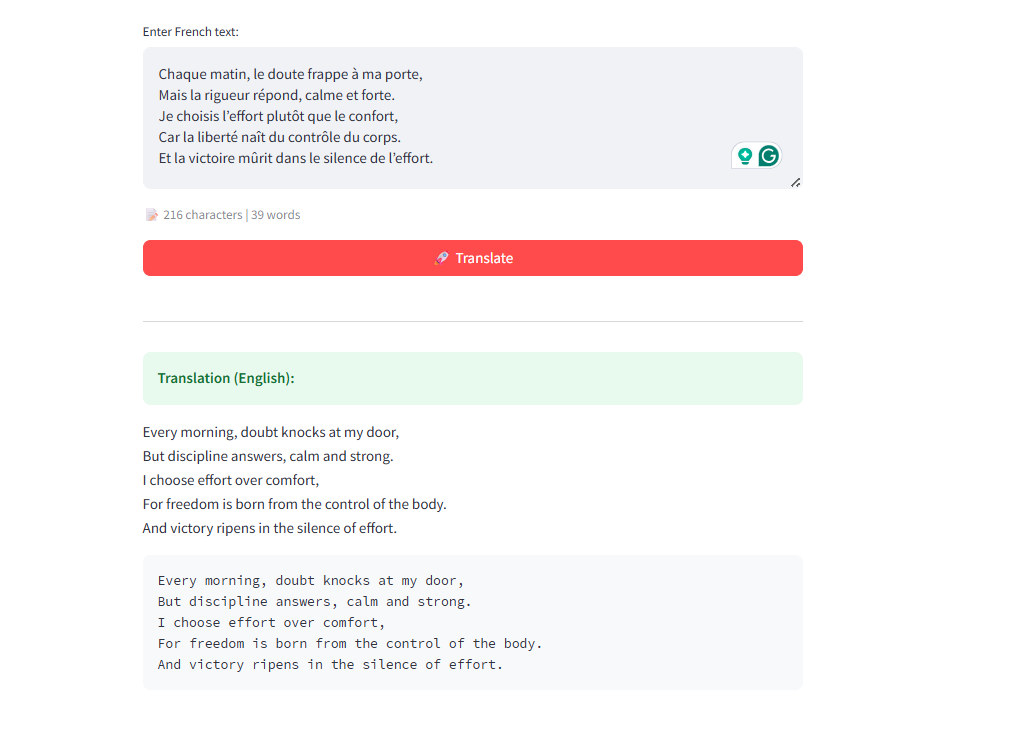 Enter French text:
Chaque matin, le doute frappe à ma porte,
Mais la rigueur répond, calme et forte.
Je choisis l’effort plutôt que le confort,
Car la liberté naît du contrôle du corps.
Et la victoire mûrit dans le silence de l’effort.
216 characters | 39 words
Translate
Translation (English):
Every morning, doubt knocks at my door,
But discipline answers, calm and strong.
I choose effort over comfort,
For freedom is born from the control of the body.
And victory ripens in the silence of effort.
Every morning, doubt knocks at my door,
But discipline answers, calm and strong.
I choose effort over comfort,
For freedom is born from the control of the body.
And victory ripens in the silence of effort.